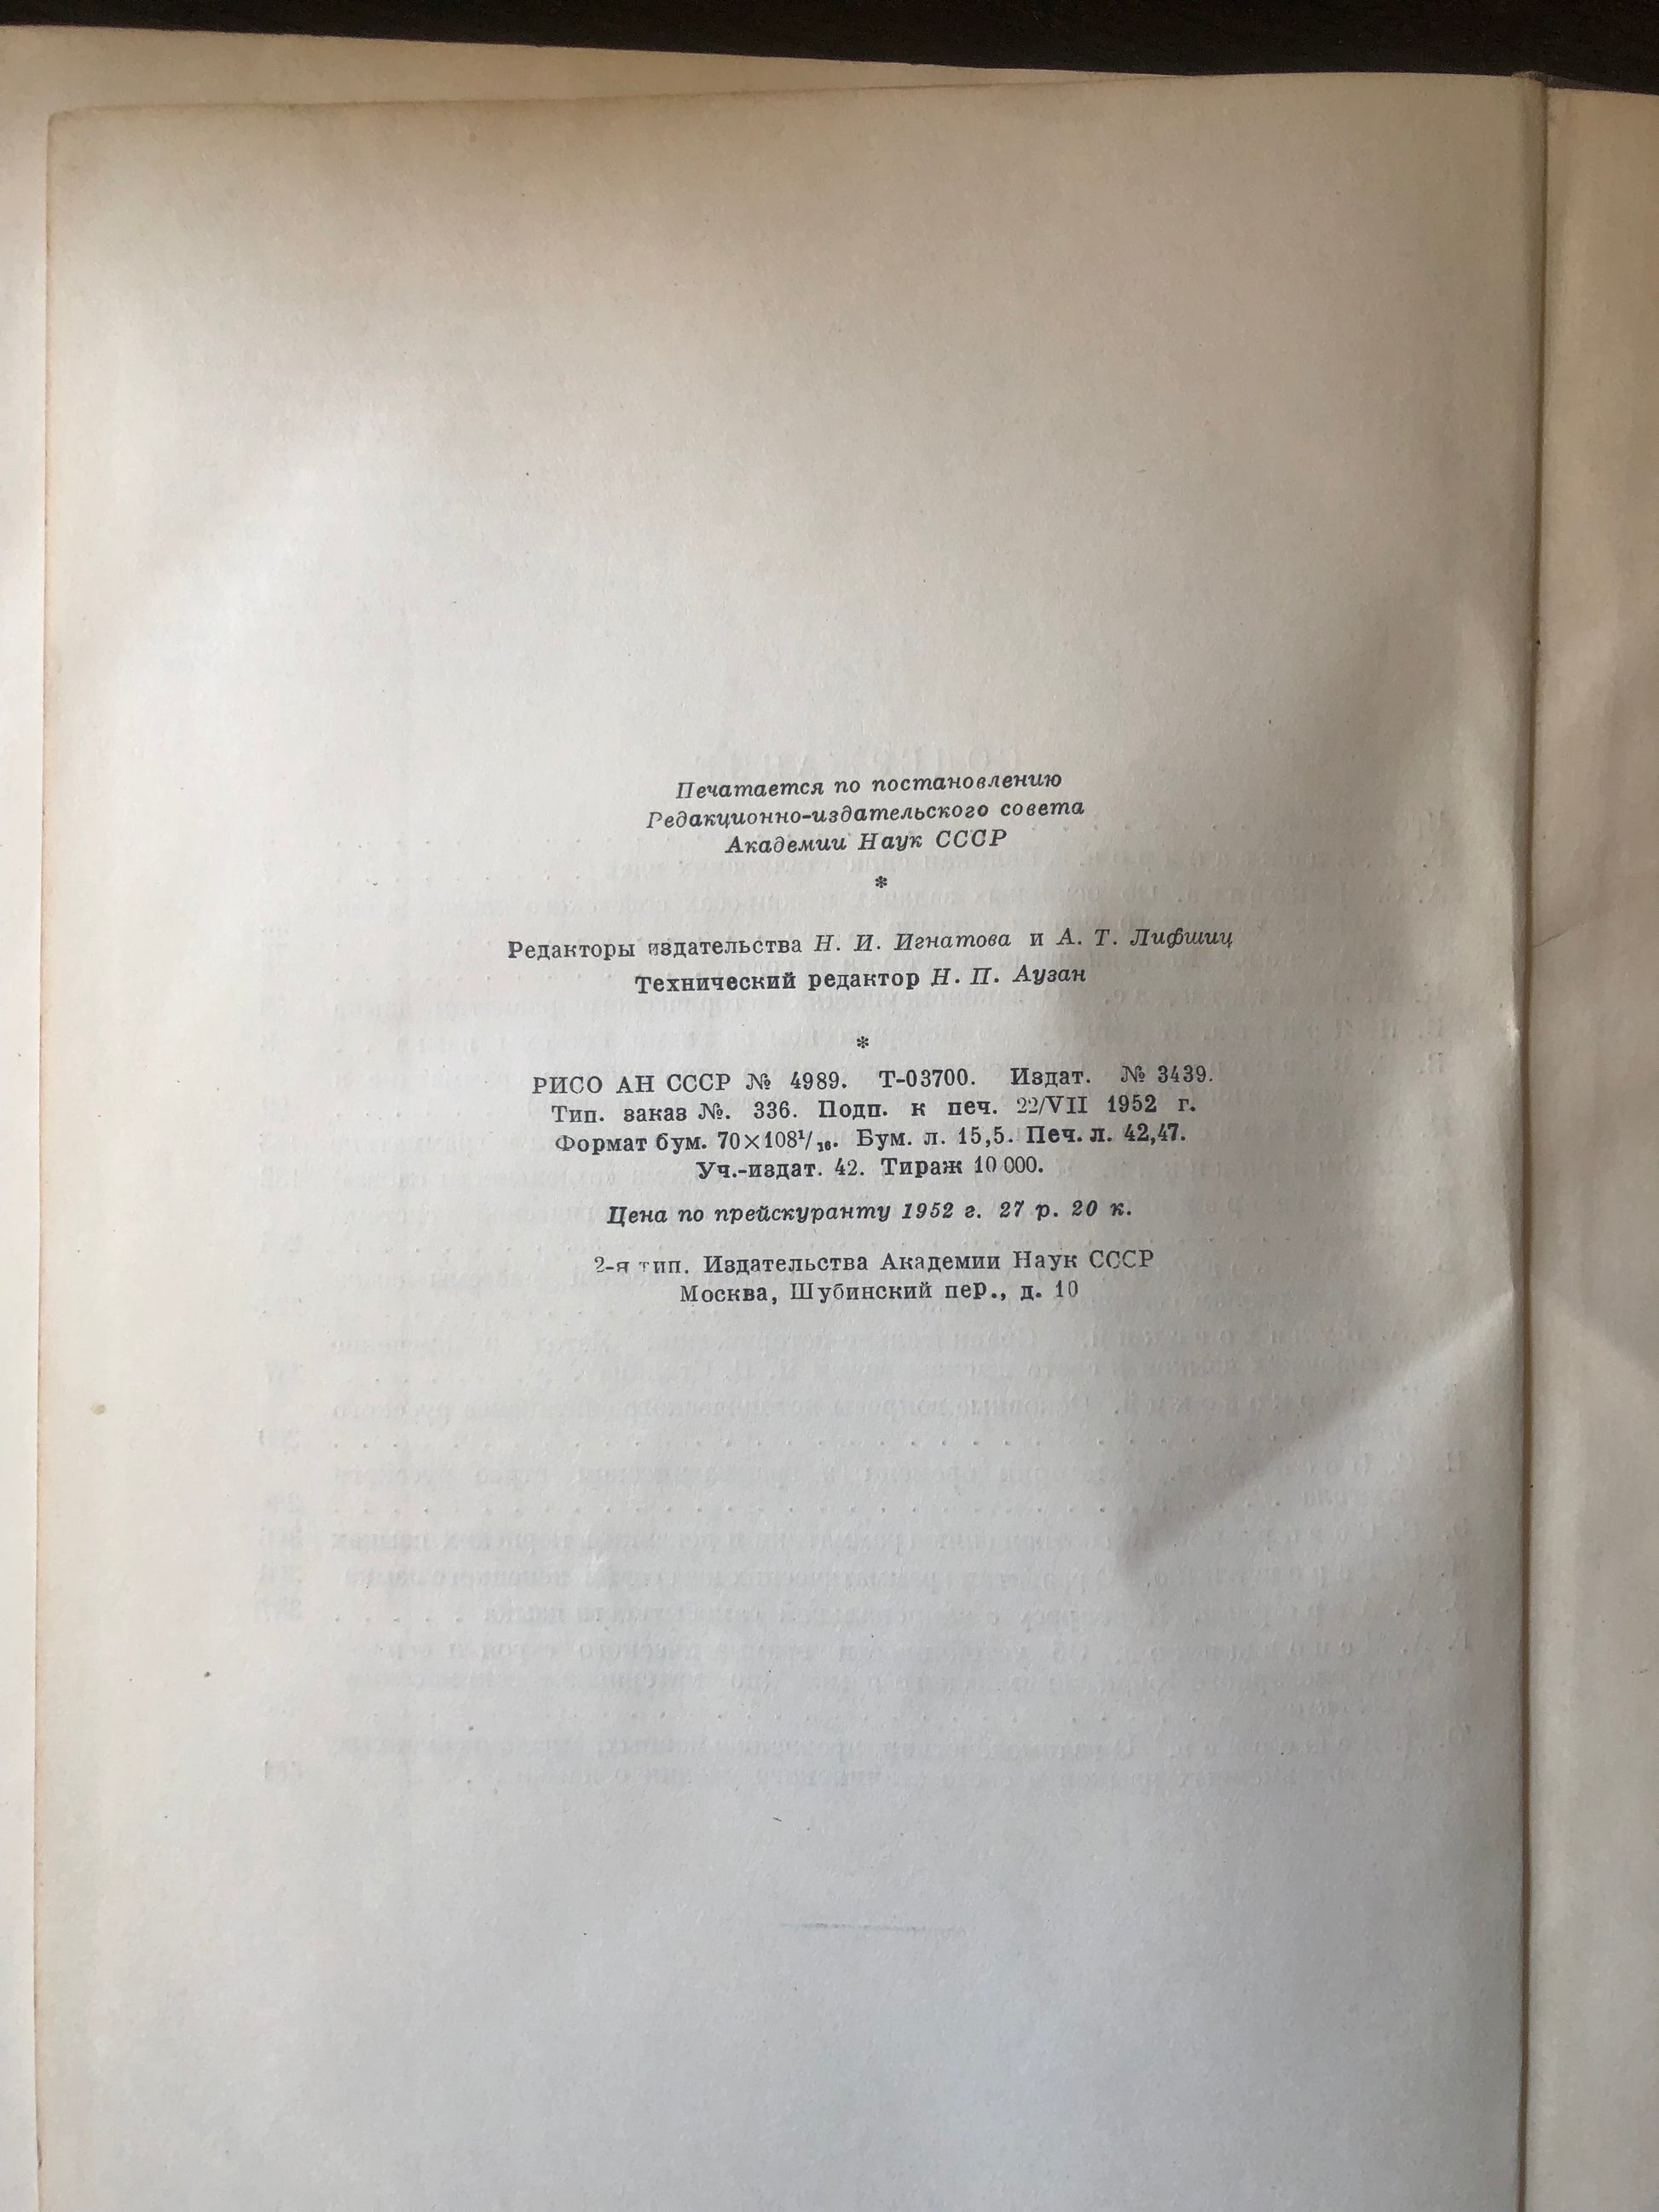 Печатается по постановлению
Редакционно-издательского совета
Академии Наук СССР
*
Редакторы издательства Н. И. Игнатова и А. Т. Лифшиц
Технический редактор Н. П. Аузан
*
РИСО АН СССР № 4989. Т-03700. Издат. № 3439.
Тип. заказ №. 336. Подп. к печ. 22/VII 1952 г.
Формат бум. 70×108¹/₁₆. Бум. л. 15,5. Печ. л. 42,47.
Уч.-издат. 42. Тираж 10 000.
Цена по прейскуранту 1952 г. 27 р. 20 к.
2-я тип. Издательства Академии Наук СССР
Москва, Шубинский пер., д. 10